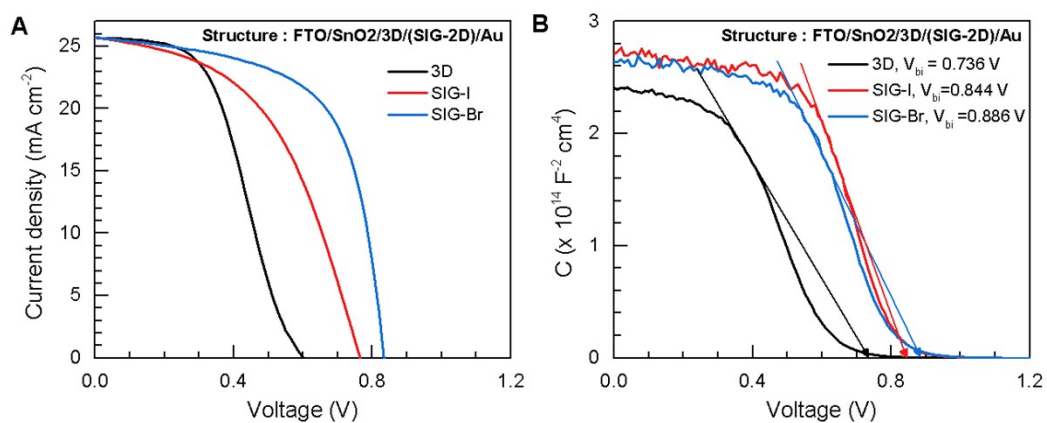 A
Structure : FTO/SnO2/3D/(SIG-2D)/Au
3D
SIG-I
SIG-Br
Current density (mA cm-2)
25
20
15
10
5
0
0.0
0.4
0.8
1.2
Voltage (V)
B
Structure : FTO/SnO2/3D/(SIG-2D)/Au
3D, Vbi = 0.736 V
SIG-I, Vbi=0.844 V
SIG-Br, Vbi =0.886 V
C (x 10^14 F^-2 cm^4)
3
2
1
0
0.0
0.4
0.8
1.2
Voltage (V)